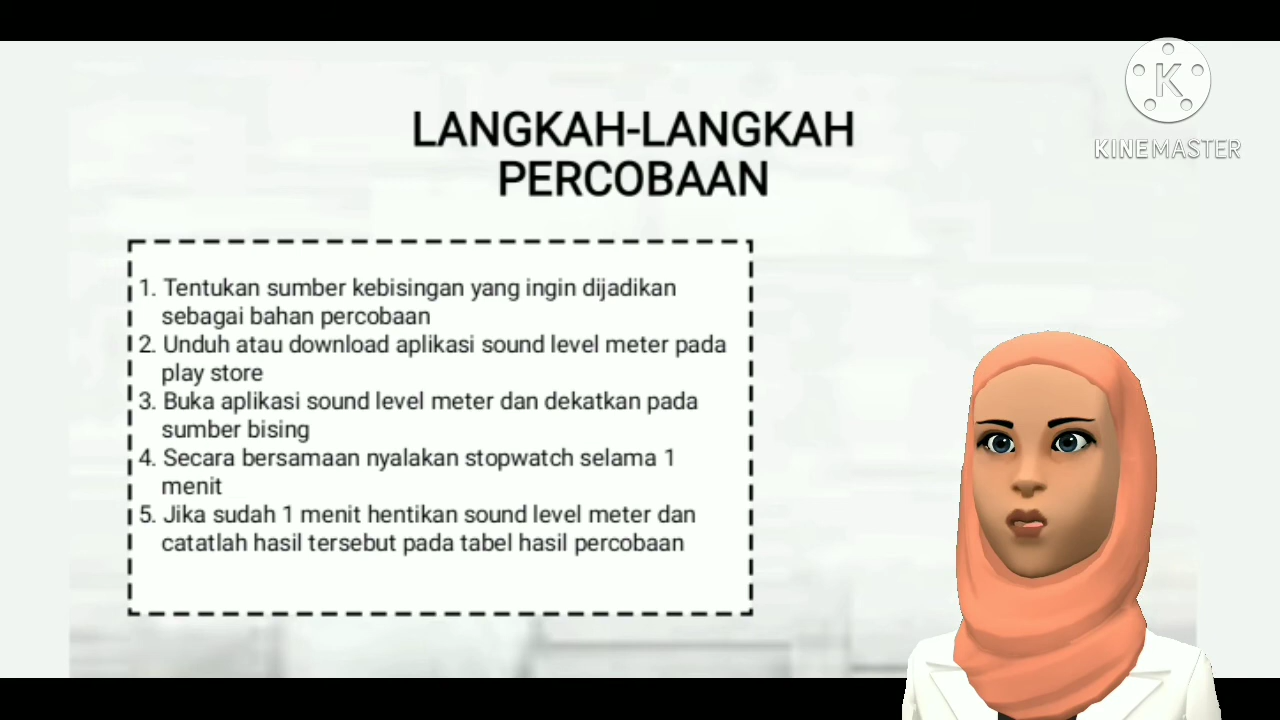 LANGKAH-LANGKAH
PERCOBAAN
K
KINEMASTER
1. Tentukan sumber kebisingan yang ingin dijadikan
sebagai bahan percobaan
2. Unduh atau download aplikasi sound level meter pada
play store
3. Buka aplikasi sound level meter dan dekatkan pada
sumber bising
4. Secara bersamaan nyalakan stopwatch selama 1
menit
5. Jika sudah 1 menit hentikan sound level meter dan
catatlah hasil tersebut pada tabel hasil percobaan